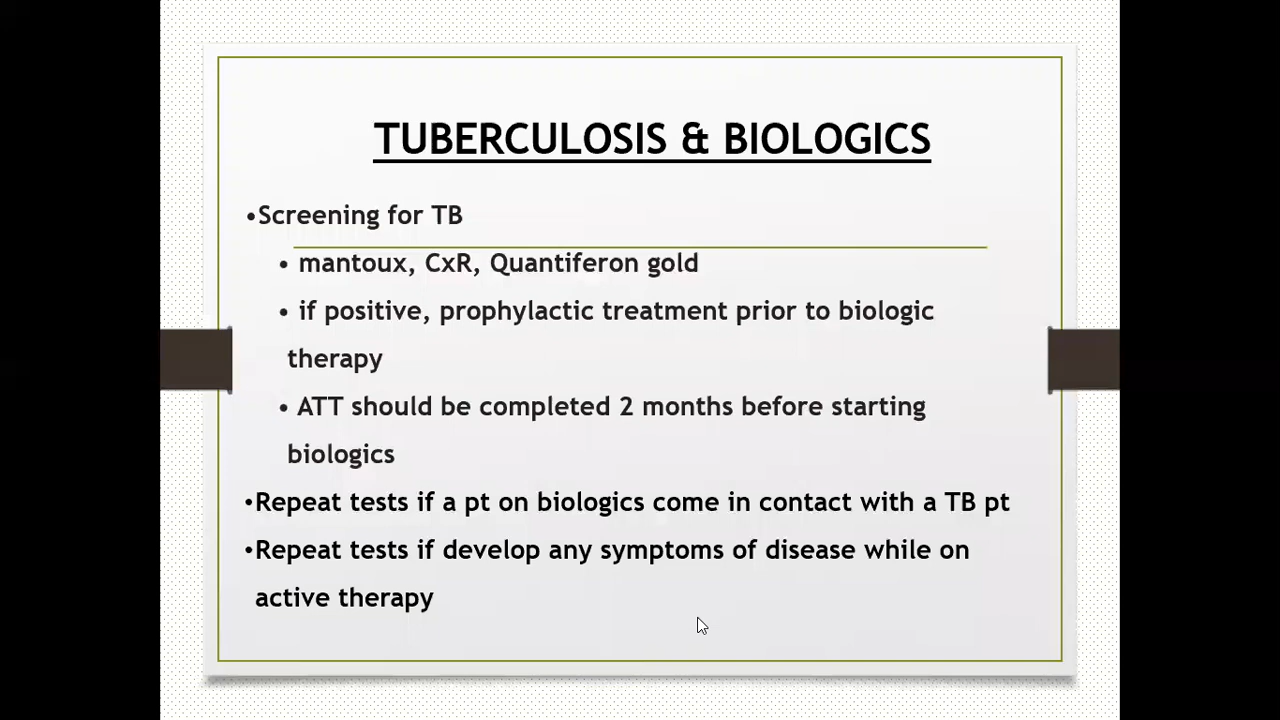 TUBERCULOSIS & BIOLOGICS
•Screening for TB
• mantoux, CxR, Quantiferon gold
• if positive, prophylactic treatment prior to biologic
therapy
• ATT should be completed 2 months before starting
biologics
•Repeat tests if a pt on biologics come in contact with a TB pt
•Repeat tests if develop any symptoms of disease while on
active therapy